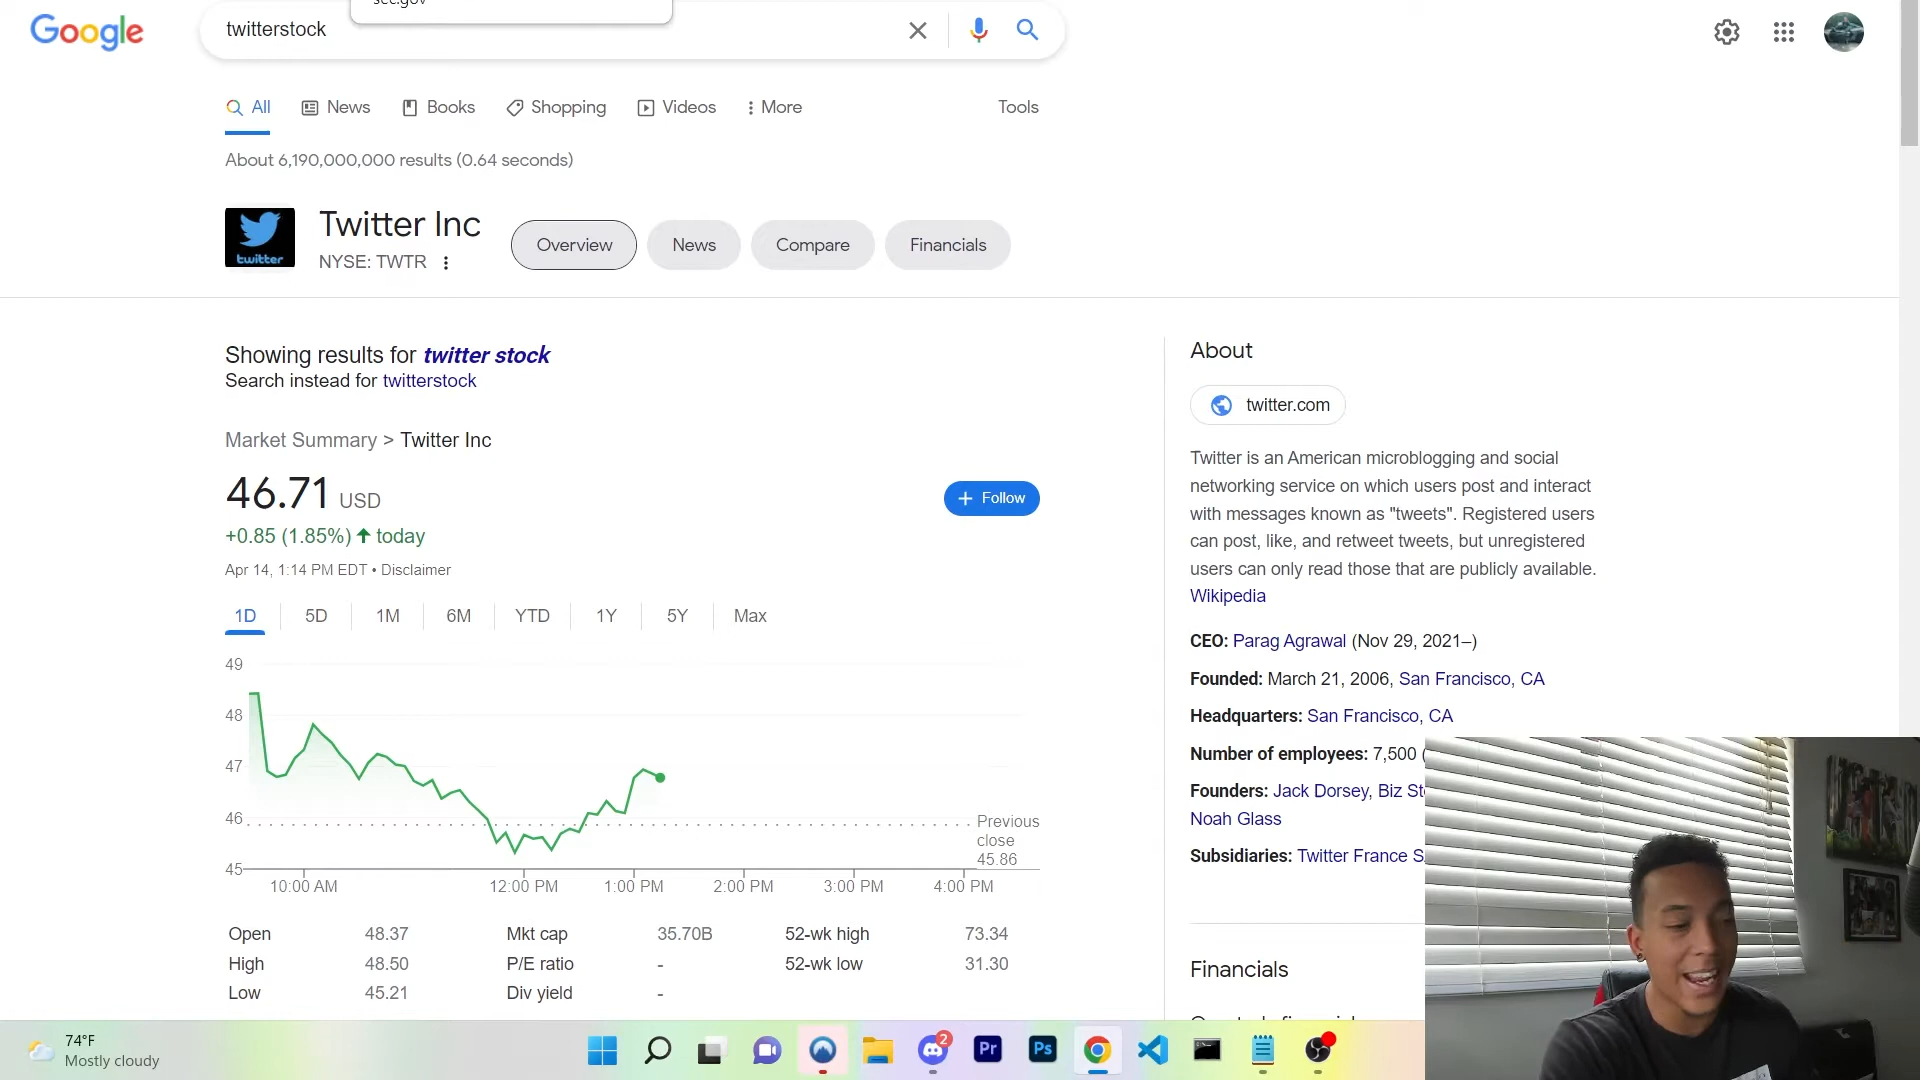 sec.gov
Google
twitterstock
All
News
Books
Shopping
Videos
More
Tools
About 6,190,000,000 results (0.64 seconds)
twitter
Twitter Inc
NYSE: TWTR
Overview
News
Compare
Financials
Showing results for twitter stock
Search instead for twitterstock
Market Summary > Twitter Inc
46.71 USD
+ Follow
+0.85 (1.85%) today
Apr 14, 1:14 PM EDT • Disclaimer
1D 5D 1M 6M YTD 1Y 5Y Max
49
48
47
46
45
Previous
close
45.86
10:00 AM 12:00 PM 1:00 PM 2:00 PM 3:00 PM 4:00 PM
Open 48.37 Mkt cap 35.70B 52-wk high 73.34
High 48.50 P/E ratio - 52-wk low 31.30
Low 45.21 Div yield -
About
twitter.com
Twitter is an American microblogging and social
networking service on which users post and interact
with messages known as "tweets". Registered users
can post, like, and retweet tweets, but unregistered
users can only read those that are publicly available.
Wikipedia
CEO: Parag Agrawal (Nov 29, 2021–)
Founded: March 21, 2006, San Francisco, CA
Headquarters: San Francisco, CA
Number of employees: 7,500 (
Founders: Jack Dorsey, Biz
Noah Glass
Subsidiaries: Twitter France
Financials
74°F
Mostly cloudy
2
Pr
Ps